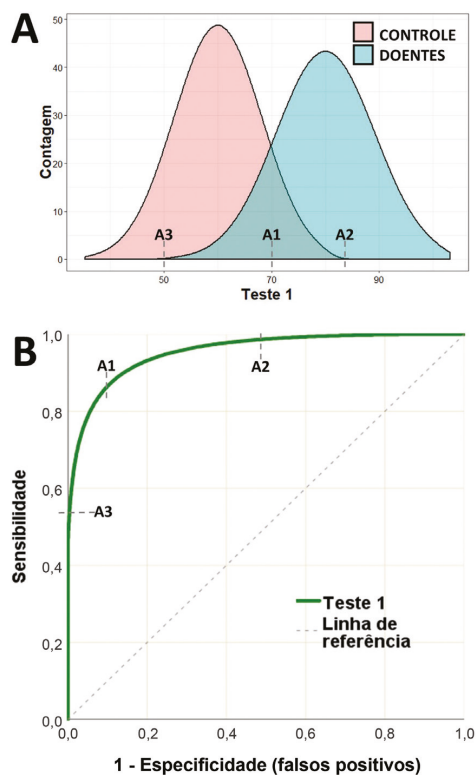 A
CONTROLE
DOENTES
Contagem
50
40
30
20
10
0
A3
A1
A2
50
70
90
Teste 1
B
Sensibilidade
1,0
0,8
0,6
0,4
0,2
0,0
A1
A2
A3
Teste 1
Linha de
referência
0,0
0,2
0,4
0,6
0,8
1,0
1 - Especificidade (falsos positivos)